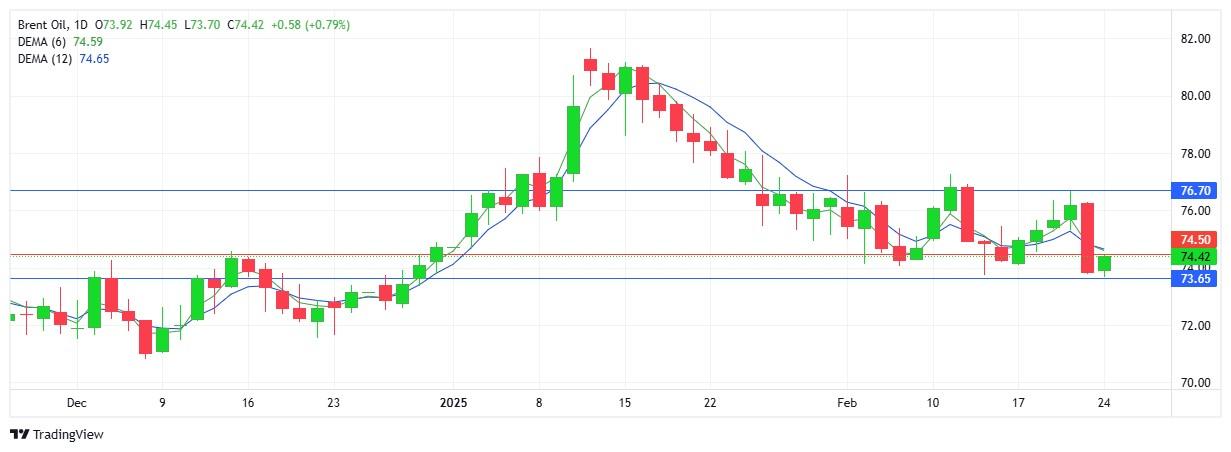 Brent Oil, 1D O73.92 H74.45 L73.70 C74.42 +0.58 (+0.79%)
DEMA (6) 74.59
DEMA (12) 74.65
82.00
80.00
78.00
76.70
76.00
74.50
74.42
74.00
73.65
72.00
70.00
Dec 9 16 23 2025 8 15 22 Feb 10 17 24
TradingView